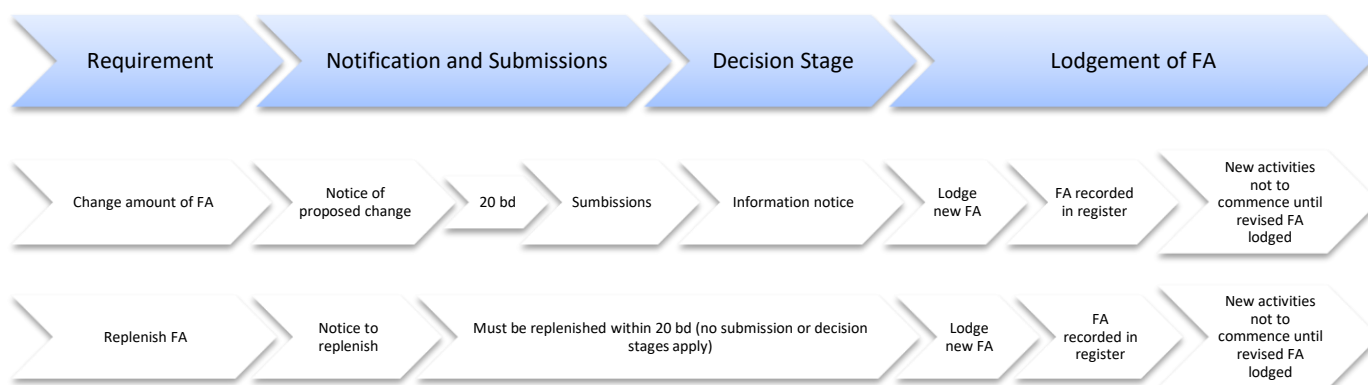 Requirement
Notification and Submissions
Decision Stage
Lodgement of FA
Change amount of FA
Notice of
proposed change
20 bd
Sumbissions
Information notice
Lodge
new FA
FA recorded
in register
New activities
not to
commence until
revised FA
lodged
Replenish FA
Notice to
replenish
Must be replenished within 20 bd (no submission or decision
stages apply)
Lodge
new FA
FA
recorded in
register
New activities
not to
commence until
revised FA
lodged